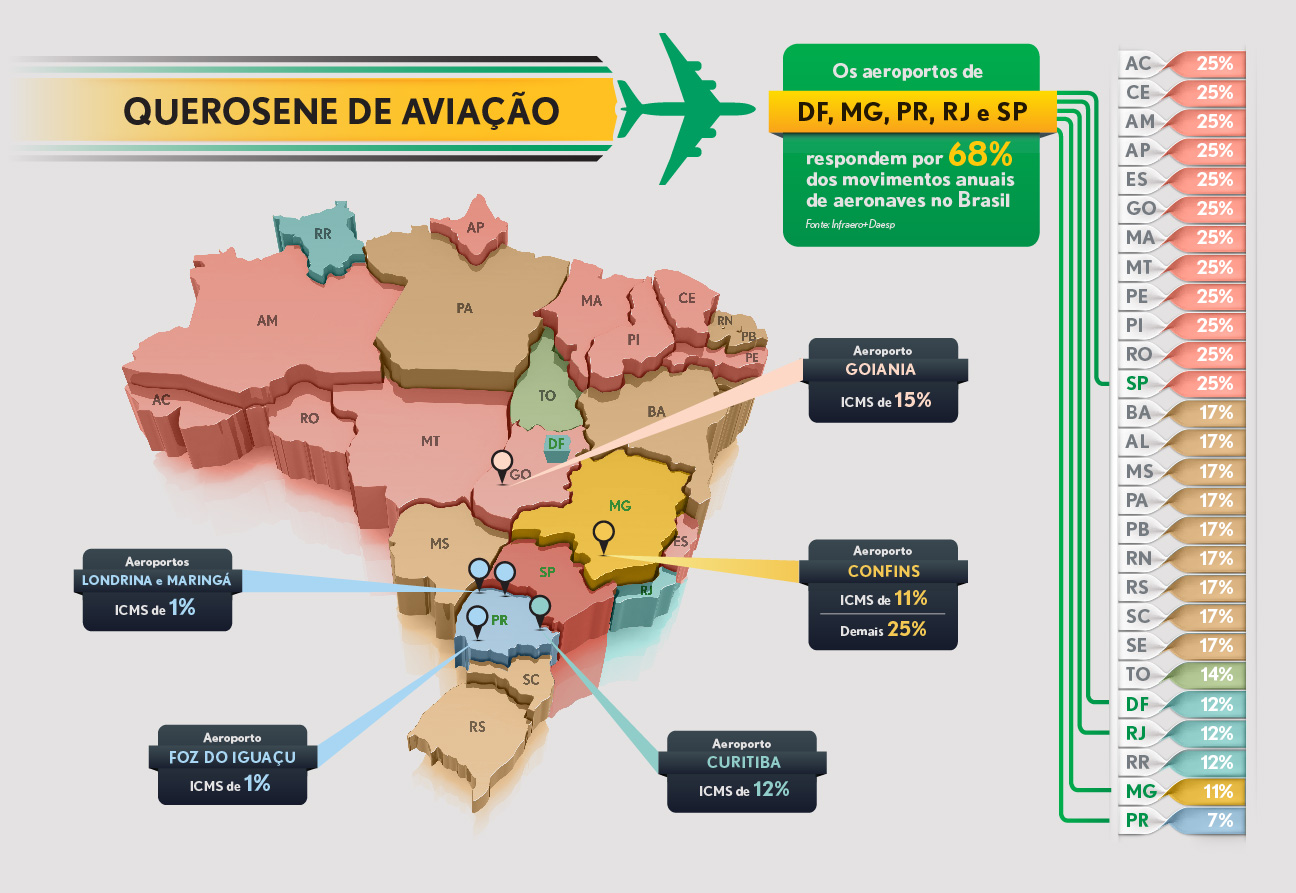 QUEROSENE DE AVIAÇÃO
Os aeroportos de
DF, MG, PR, RJ e SP
respondem por 68%
dos movimentos anuais
de aeronaves no Brasil
Fonte: Infraero+Daesp
AC 25%
CE 25%
AM 25%
AP 25%
ES 25%
GO 25%
MA 25%
MT 25%
PE 25%
PI 25%
RO 25%
SP 25%
BA 17%
AL 17%
MS 17%
PA 17%
PB 17%
RN 17%
RS 17%
SC 17%
SE 17%
TO 14%
DF 12%
RJ 12%
RR 12%
MG 11%
PR 7%
RR
AP
AM
PA
MA
CE
PI
RN
PB
PE
AC
RO
MT
TO
BA
DF
GO
MG
ES
MS
SP
RJ
PR
SC
RS
Aeroporto
GOIANIA
ICMS de 15%
Aeroportos
LONDRINA e MARINGÁ
ICMS de 1%
Aeroporto
CONFINS
ICMS de 11%
Demais 25%
Aeroporto
FOZ DO IGUAÇU
ICMS de 1%
Aeroporto
CURITIBA
ICMS de 12%